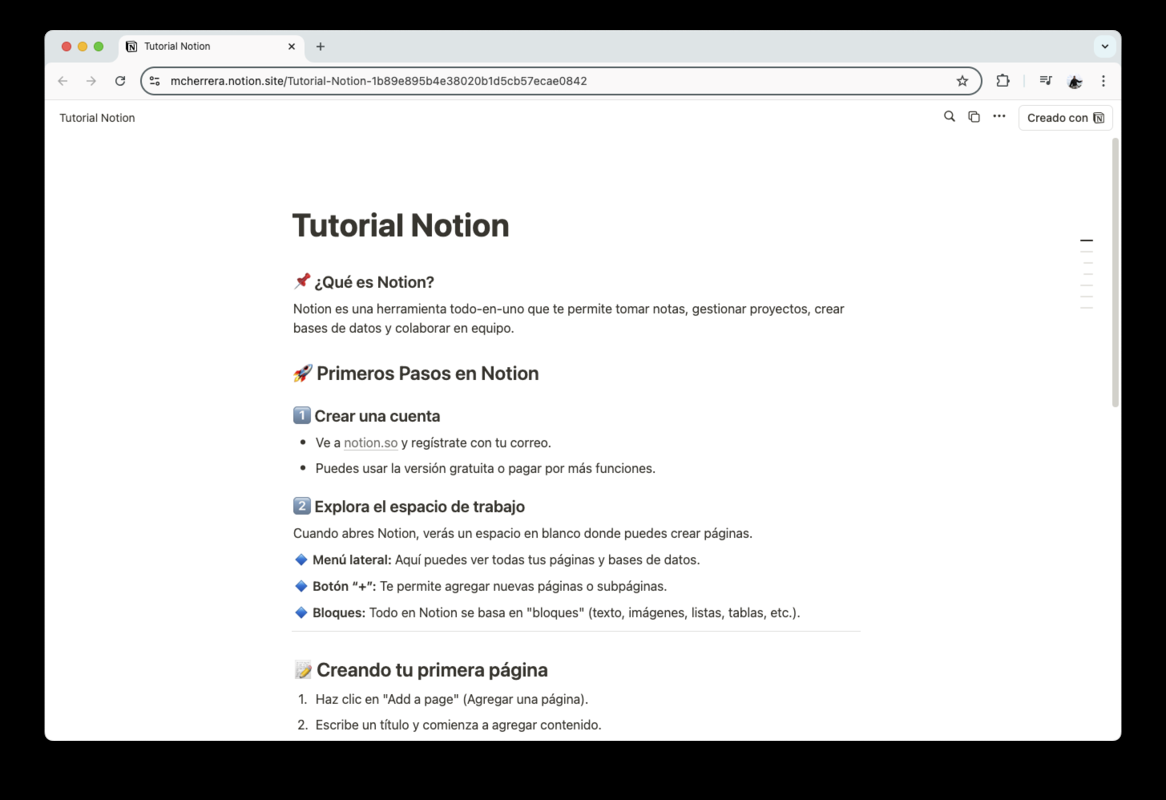 Tutorial Notion
mcherrera.notion.site/Tutorial-Notion-1b89e895b4e38020b1d5cb57ecae0842
Tutorial Notion
Creado con
Tutorial Notion
¿Qué es Notion?
Notion es una herramienta todo-en-uno que te permite tomar notas, gestionar proyectos, crear
bases de datos y colaborar en equipo.
🚀 Primeros Pasos en Notion
1️⃣ Crear una cuenta
• Ve a notion.so y regístrate con tu correo.
• Puedes usar la versión gratuita o pagar por más funciones.
2️⃣ Explora el espacio de trabajo
Cuando abres Notion, verás un espacio en blanco donde puedes crear páginas.
🔹 Menú lateral: Aquí puedes ver todas tus páginas y bases de datos.
🔹 Botón “+”: Te permite agregar nuevas páginas o subpáginas.
🔹 Bloques: Todo en Notion se basa en "bloques" (texto, imágenes, listas, tablas, etc.).
📝 Creando tu primera página
1. Haz clic en "Add a page" (Agregar una página).
2. Escribe un título y comienza a agregar contenido.